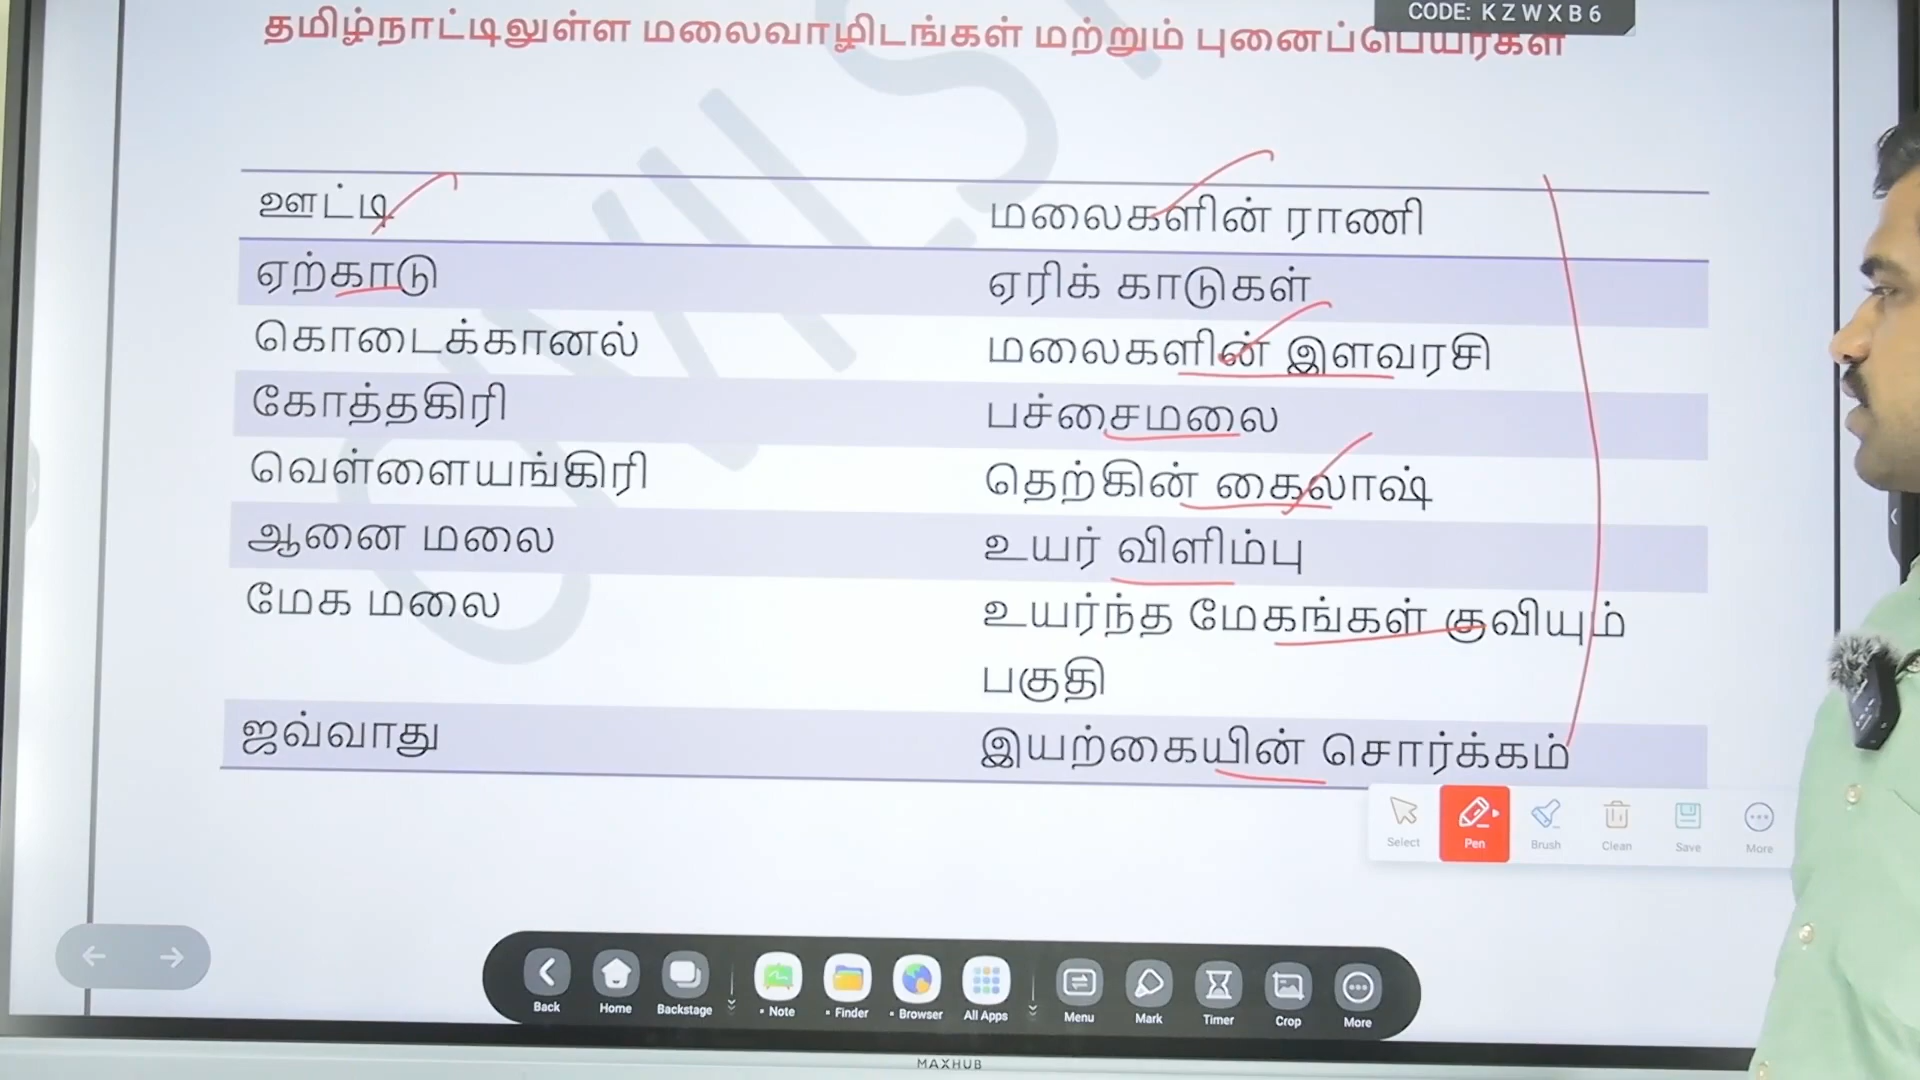 CODE: K Z W X B 6
தமிழ்நாட்டிலுள்ள மலைவாழிடங்கள் மற்றும் புனைப்பெயர்கள்
ஊட்டி மலைகளின் ராணி
ஏற்காடு ஏரிக் காடுகள்
கொடைக்கானல் மலைகளின் இளவரசி
கோத்தகிரி பச்சைமலை
வெள்ளையங்கிரி தெற்கின் கைலாஷ்
ஆனை மலை உயர் விளிம்பு
மேக மலை உயர்ந்த மேகங்கள் குவியும்
பகுதி
ஜவ்வாது இயற்கையின் சொர்க்கம்
Select Pen Brush Clean Save More
Back Home Backstage Note Finder Browser All Apps Menu Mark Timer Crop More
MAXHUB